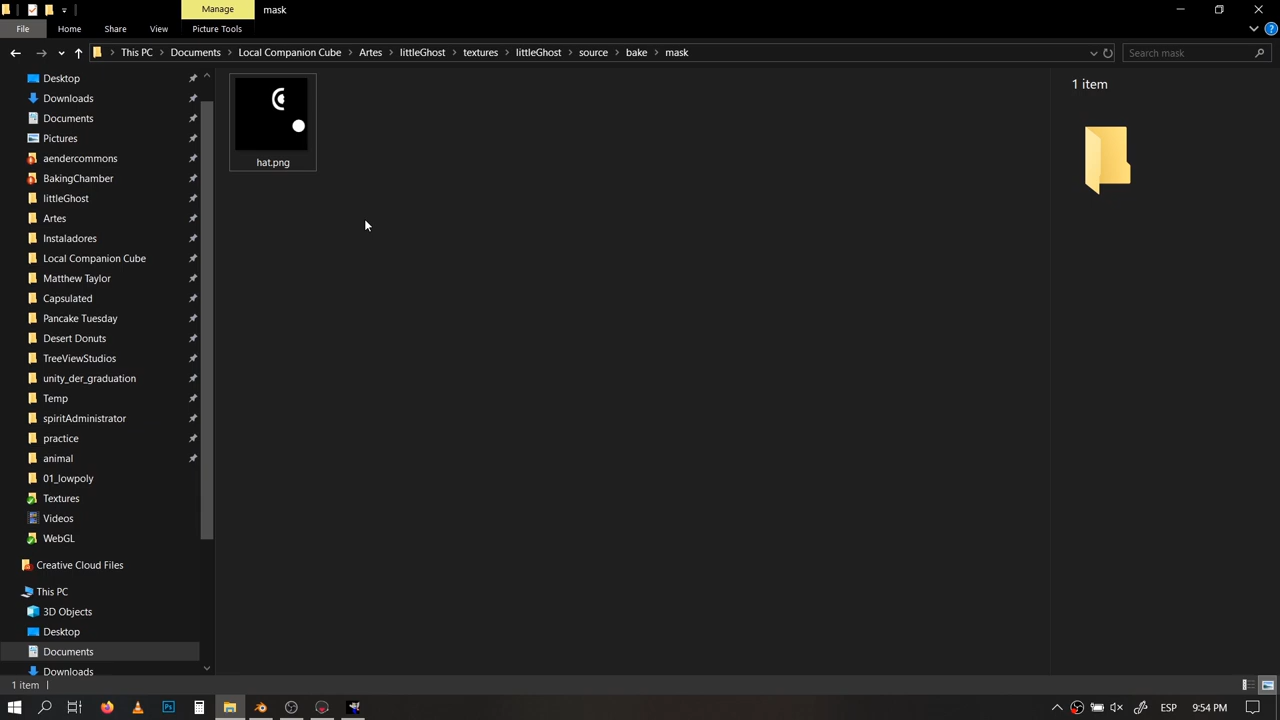 Manage
mask
File
Home
Share
View
Picture Tools
This PC
Documents
Local Companion Cube
Artes
littleGhost
textures
littleGhost
source
bake
mask
Search mask
Desktop
Downloads
Documents
Pictures
aendercommons
BakingChamber
littleGhost
Artes
Instaladores
Local Companion Cube
Matthew Taylor
Capsulated
Pancake Tuesday
Desert Donuts
TreeViewStudios
unity_der_graduation
Temp
spiritAdministrator
practice
animal
01_lowpoly
Textures
Videos
WebGL
Creative Cloud Files
This PC
3D Objects
Desktop
Documents
Downloads
hat.png
1 item
1 item
Ps
ESP
9:54 PM